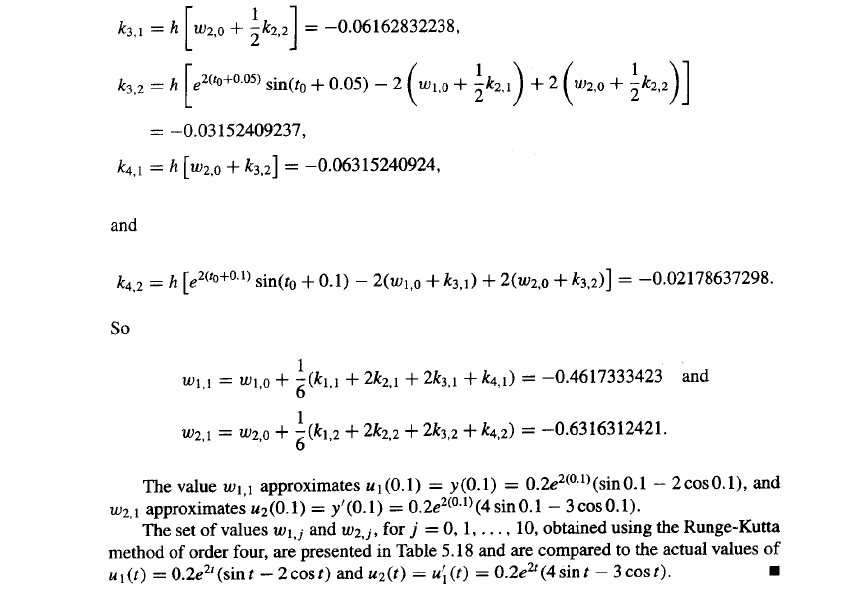 k_{3,1} = h [ w_{2,0} + \frac{1}{2} k_{2,2} ] = −0.06162832238,
k_{3,2} = h [ e^{2(t_0+0.05)} sin(t_0 + 0.05) − 2 ( w_{1,0} + \frac{1}{2} k_{2,1} ) + 2 ( w_{2,0} + \frac{1}{2} k_{2,2} ) ]
= −0.03152409237,
k_{4,1} = h [ w_{2,0} + k_{3,2} ] = −0.06315240924,
and
k_{4,2} = h [ e^{2(t_0+0.1)} sin(t_0 + 0.1) − 2(w_{1,0} + k_{3,1}) + 2(w_{2,0} + k_{3,2}) ] = −0.02178637298.
So
w_{1,1} = w_{1,0} + \frac{1}{6} (k_{1,1} + 2k_{2,1} + 2k_{3,1} + k_{4,1}) = −0.4617333423 and
w_{2,1} = w_{2,0} + \frac{1}{6} (k_{1,2} + 2k_{2,2} + 2k_{3,2} + k_{4,2}) = −0.6316312421.
The value w_{1,1} approximates u_1(0.1) = y(0.1) = 0.2e^{2(0.1)}(sin 0.1 − 2 cos 0.1), and
w_{2,1} approximates u_2(0.1) = y′(0.1) = 0.2e^{2(0.1)}(4 sin 0.1 − 3 cos 0.1).
The set of values w_{1,j} and w_{2,j}, for j = 0, 1, . . . , 10, obtained using the Runge-Kutta
method of order four, are presented in Table 5.18 and are compared to the actual values of
u_1(t) = 0.2e^{2t}(sin t − 2 cos t) and u_2(t) = u_1′(t) = 0.2e^{2t}(4 sin t − 3 cos t). ■